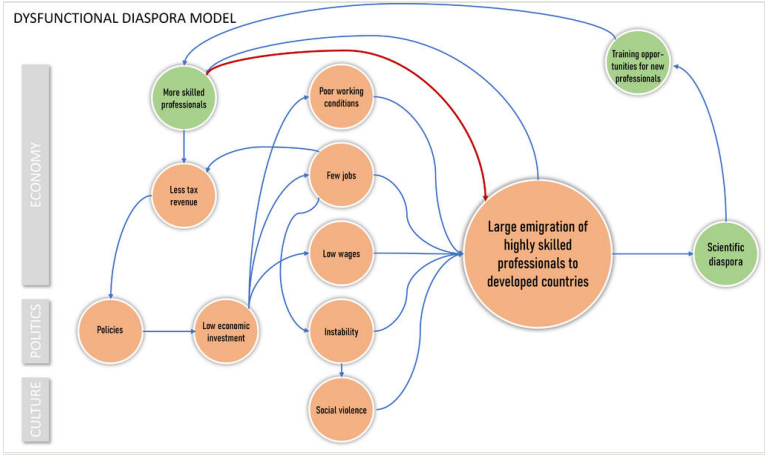 DYSFUNCTIONAL DIASPORA MODEL
ECONOMY
POLITICS
CULTURE
More skilled
professionals
Less tax
revenue
Policies
Low economic
investment
Poor working
conditions
Few jobs
Low wages
Instability
Social violence
Large emigration of
highly skilled
professionals to
developed countries
Training oppor-
tunities for new
professionals
Scientific
diaspora